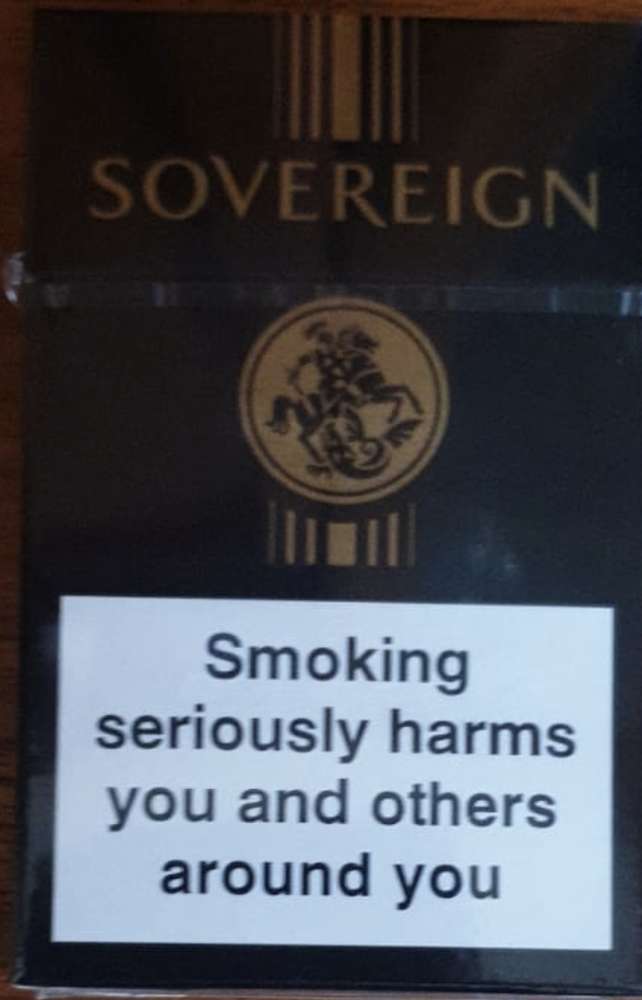 SOVEREIGN
Smoking
seriously harms
you and others
around you